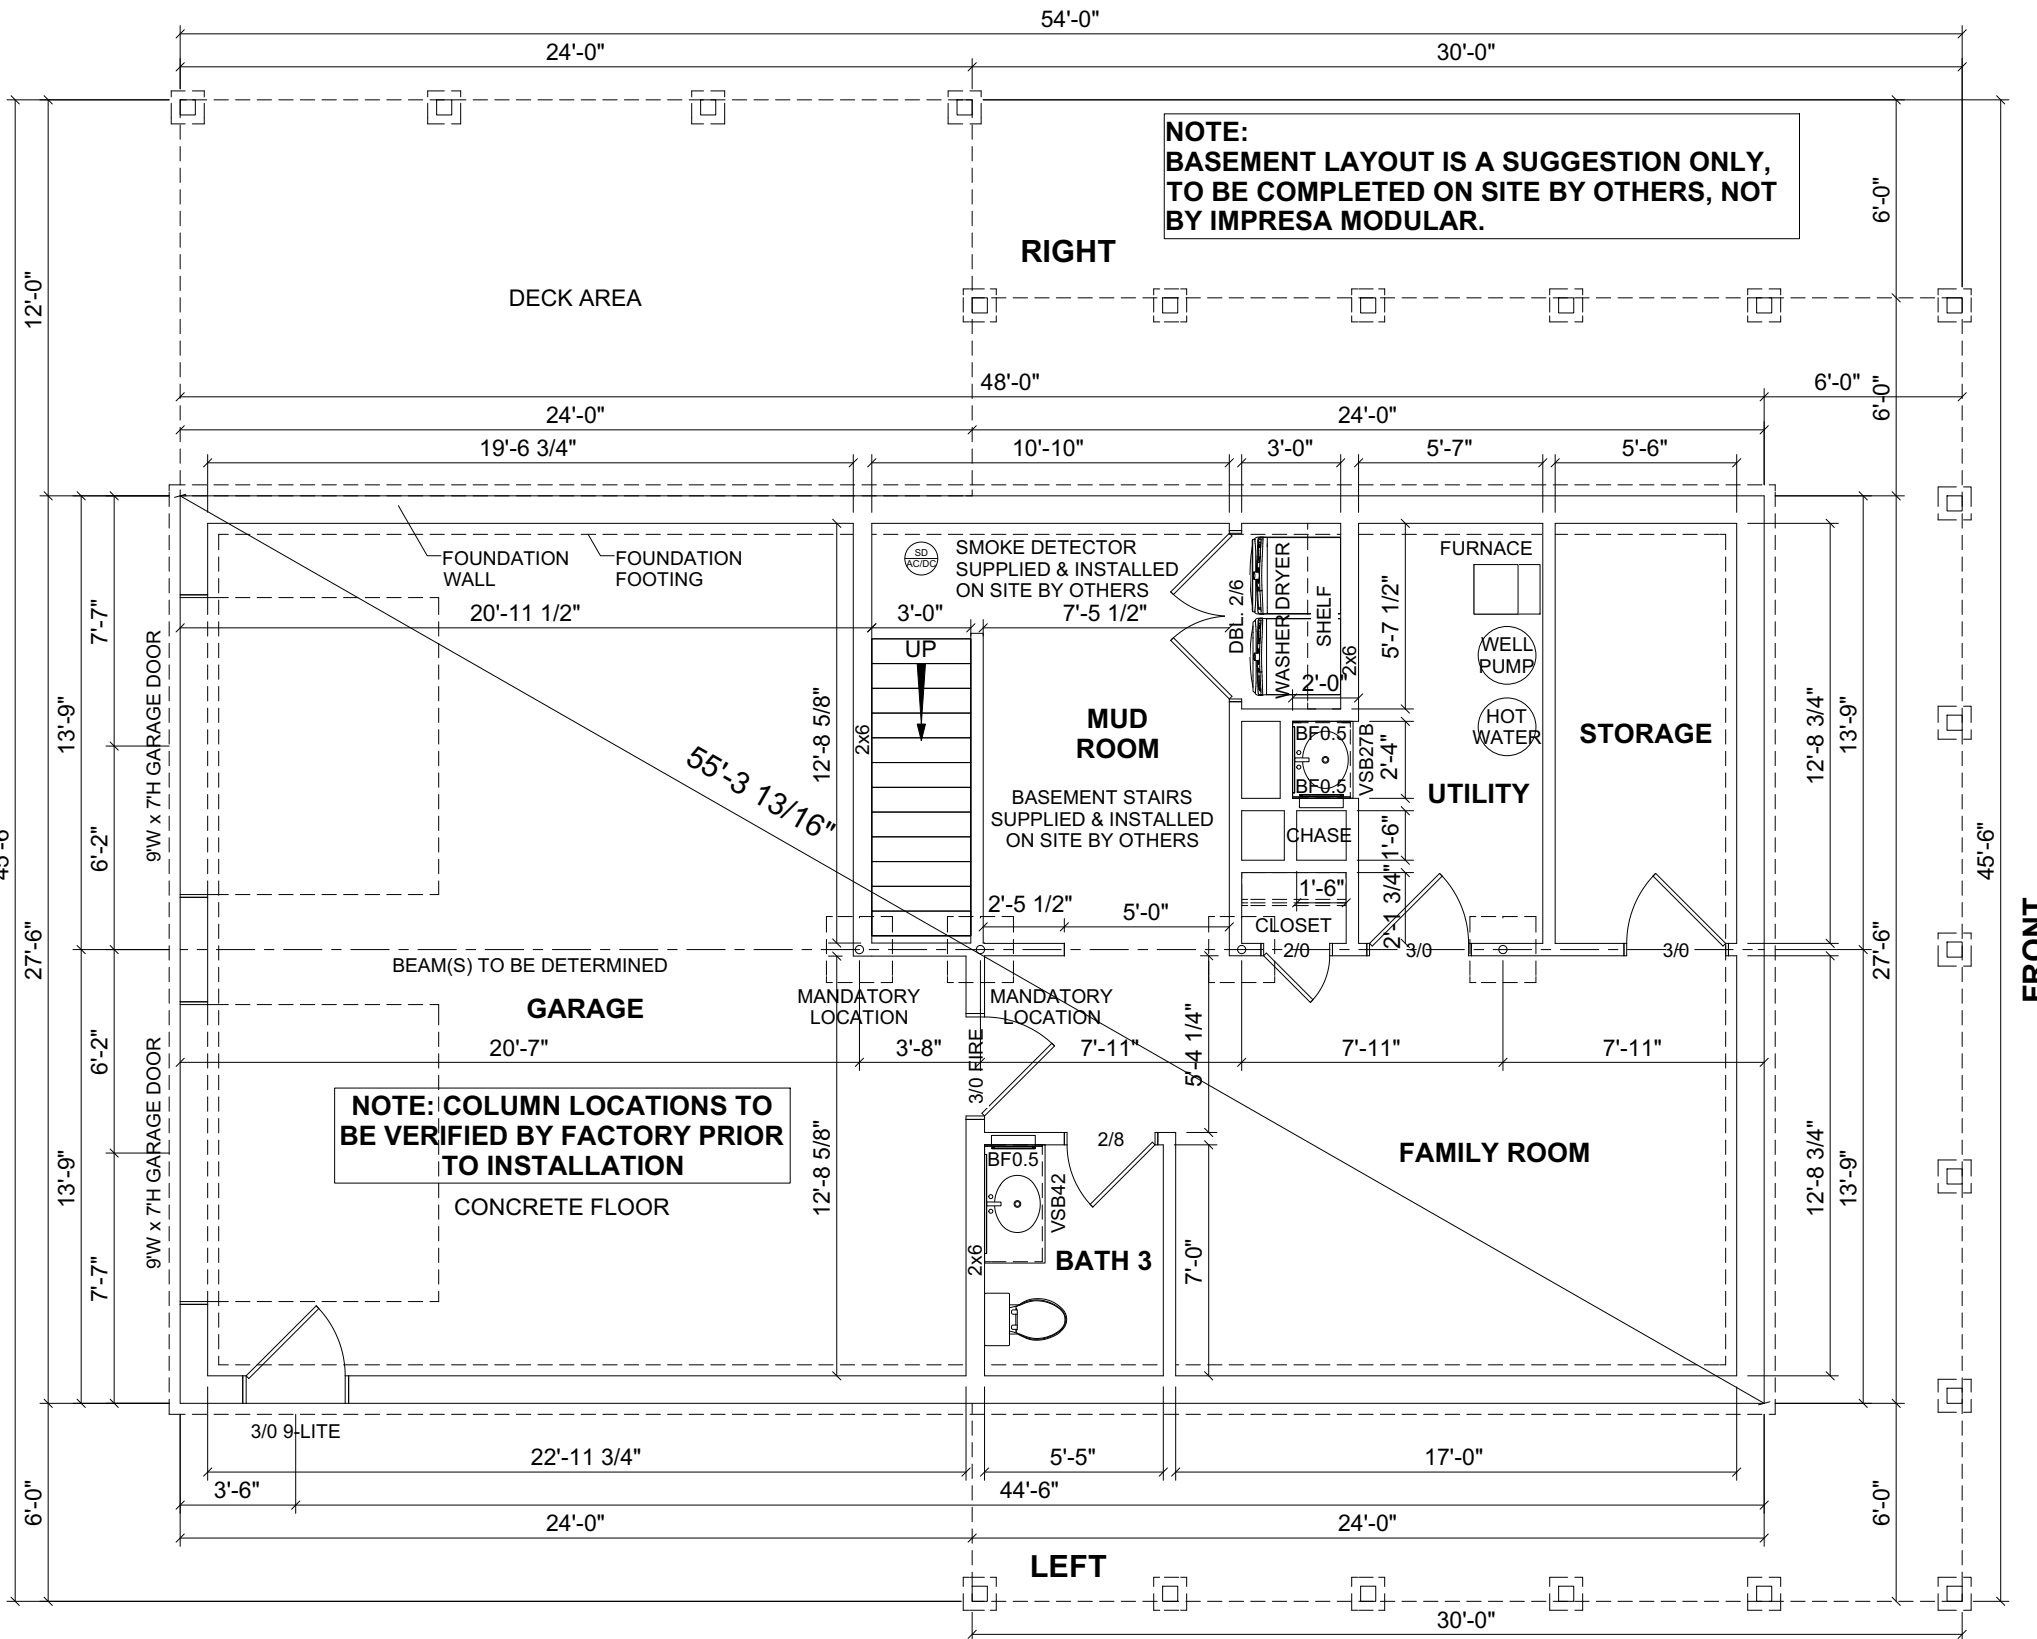 54'-0"
24'-0"
30'-0"
NOTE:
BASEMENT LAYOUT IS A SUGGESTION ONLY,
TO BE COMPLETED ON SITE BY OTHERS, NOT
BY IMPRESA MODULAR.
6'-0"
RIGHT
12'-0"
DECK AREA
48'-0"
6'-0"
6'-0"
24'-0"
24'-0"
19'-6 3/4"
10'-10"
3'-0"
5'-7"
5'-6"
FOUNDATION
WALL
FOUNDATION
FOOTING
SD
AC/DC
SMOKE DETECTOR
SUPPLIED & INSTALLED
ON SITE BY OTHERS
FURNACE
20'-11 1/2"
3'-0"
7'-5 1/2"
DBL. 2/6
WASHER
DRYER
SHELF
2x6
5'-7 1/2"
WELL
PUMP
7'-7"
9'W x 7'H GARAGE DOOR
UP
2'-0"
13'-9"
12'-8 5/8"
2x6
MUD
ROOM
BF0.5
BF0.5
VSB27B
2'-4"
HOT
WATER
STORAGE
12'-8 3/4"
13'-9"
55'-3 13/16"
UTILITY
BASEMENT STAIRS
SUPPLIED & INSTALLED
ON SITE BY OTHERS
CHASE
1'-6"
6'-2"
45'-6"
2'-5 1/2"
5'-0"
1'-6"
2'-1 3/4"
CLOSET
2/0
3/0
3/0
27'-6"
27'-6"
FRONT
BEAM(S) TO BE DETERMINED
GARAGE
MANDATORY
LOCATION
MANDATORY
LOCATION
6'-2"
9'W x 7'H GARAGE DOOR
20'-7"
3'-8"
7'-11"
7'-11"
7'-11"
3/0 FIRE
5'-4 1/4"
NOTE: COLUMN LOCATIONS TO
BE VERIFIED BY FACTORY PRIOR
TO INSTALLATION
CONCRETE FLOOR
13'-9"
12'-8 5/8"
2/8
BF0.5
VSB42
FAMILY ROOM
12'-8 3/4"
13'-9"
7'-7"
2x6
BATH 3
7'-0"
3/0 9-LITE
22'-11 3/4"
5'-5"
17'-0"
3'-6"
44'-6"
6'-0"
6'-0"
24'-0"
24'-0"
LEFT
30'-0"